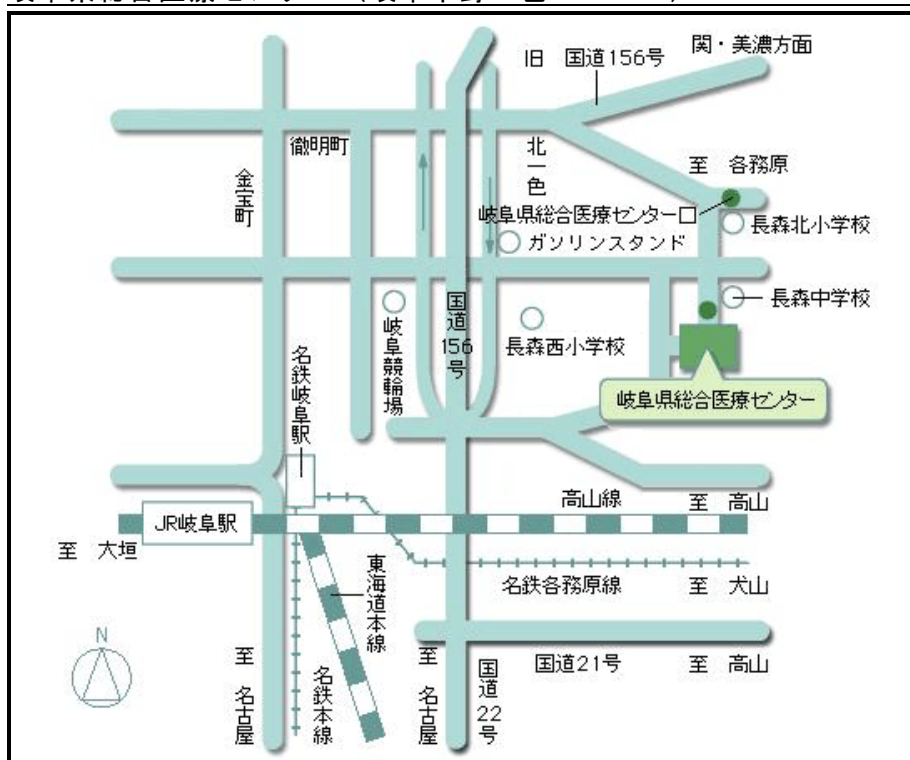 旧 国道156号
関・美濃方面
徹明町
北一色
至 各務原
金宝町
岐阜県総合医療センター口
長森北小学校
ガソリンスタンド
長森中学校
国道156号
岐阜競輪場
長森西小学校
名鉄岐阜駅
岐阜県総合医療センター
高山線
至 高山
JR岐阜駅
至 大垣
東海道本線
名鉄各務原線
至 犬山
N
至 名古屋
名鉄本線
至 名古屋
国道22号
国道21号
至 高山